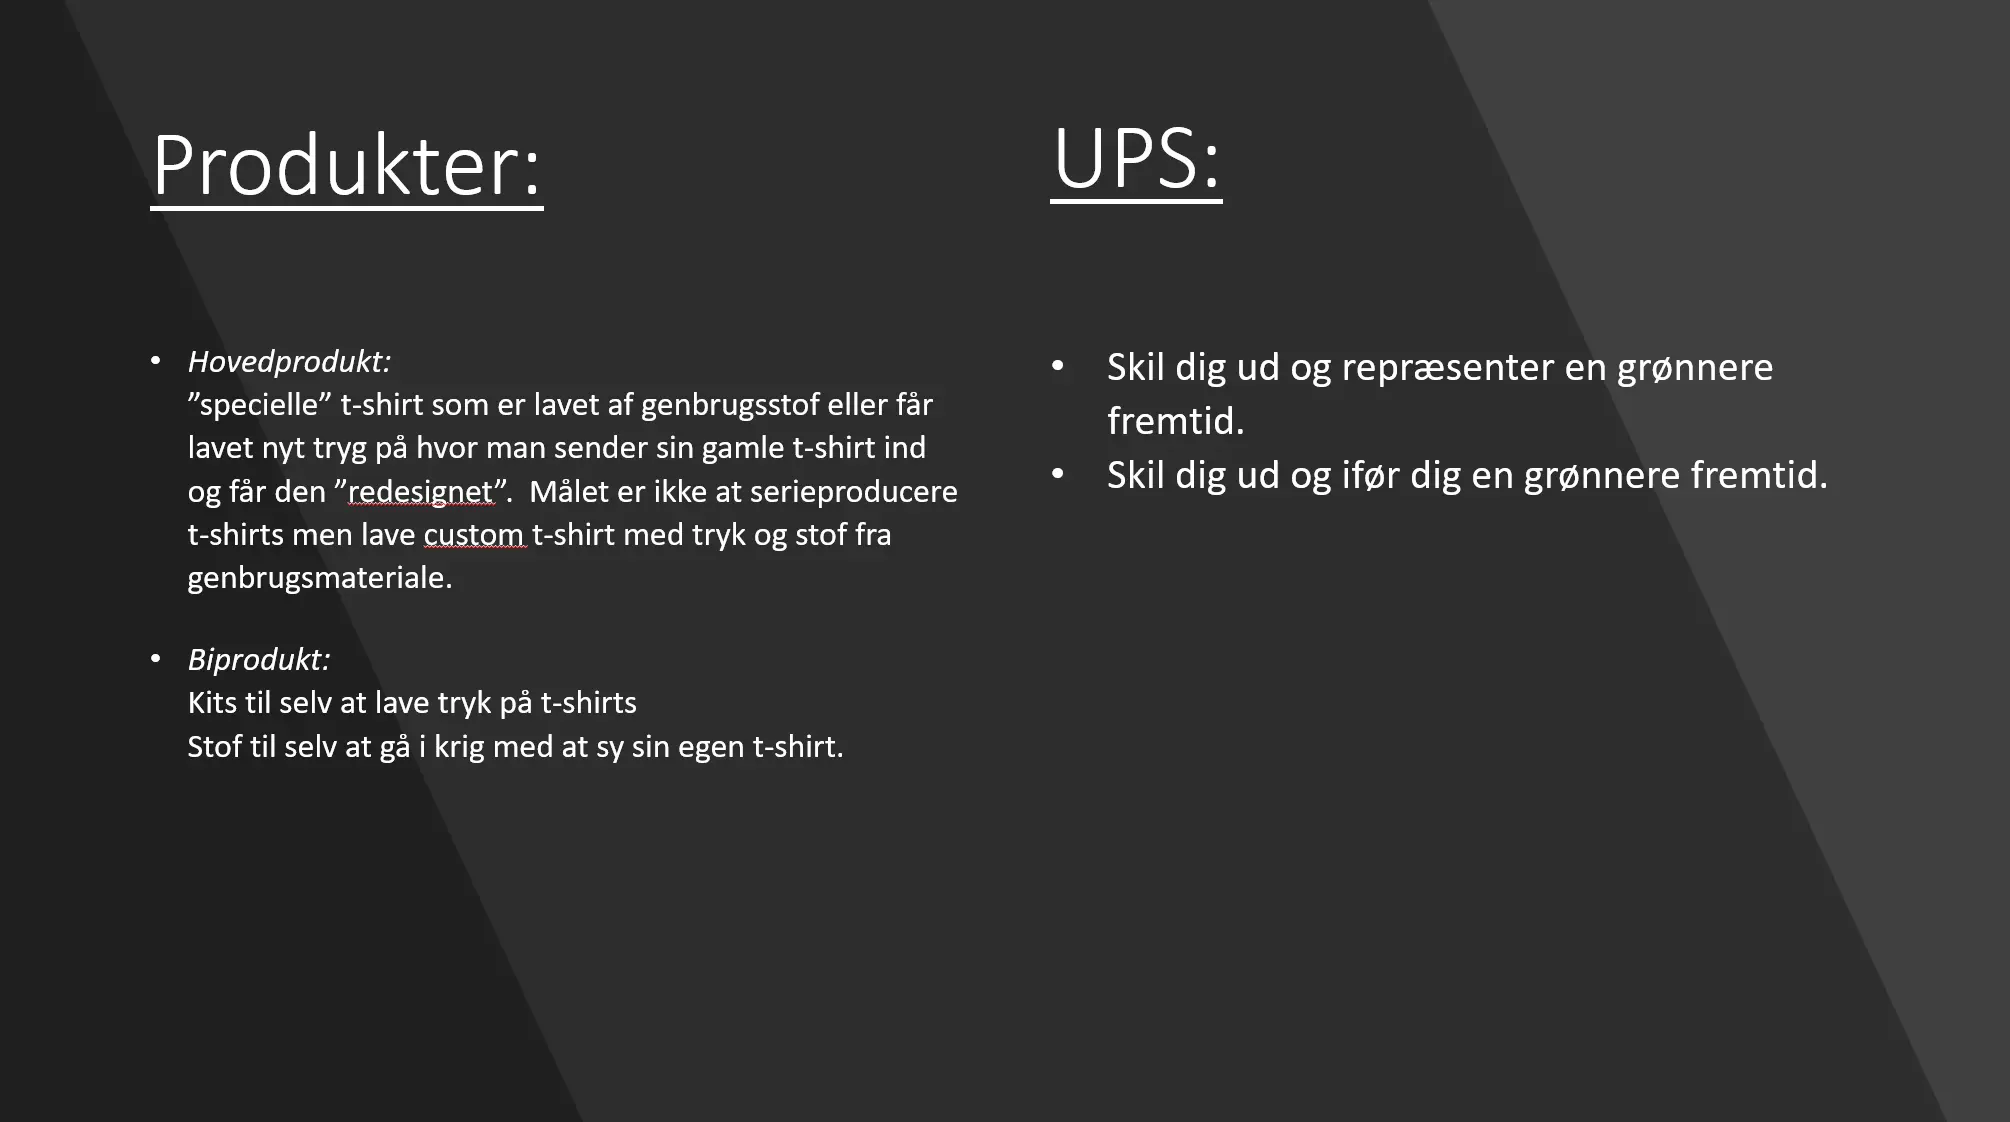 Produkter:
• Hovedprodukt:
”specielle” t-shirt som er lavet af genbrugsstof eller får
lavet nyt tryg på hvor man sender sin gamle t-shirt ind
og får den ”redesignet”.  Målet er ikke at serieproducere
t-shirts men lave custom t-shirt med tryk og stof fra
genbrugsmateriale.
• Biprodukt:
Kits til selv at lave tryk på t-shirts
Stof til selv at gå i krig med at sy sin egen t-shirt.
UPS:
• Skil dig ud og repræsenter en grønnere
fremtid.
• Skil dig ud og ifør dig en grønnere fremtid.